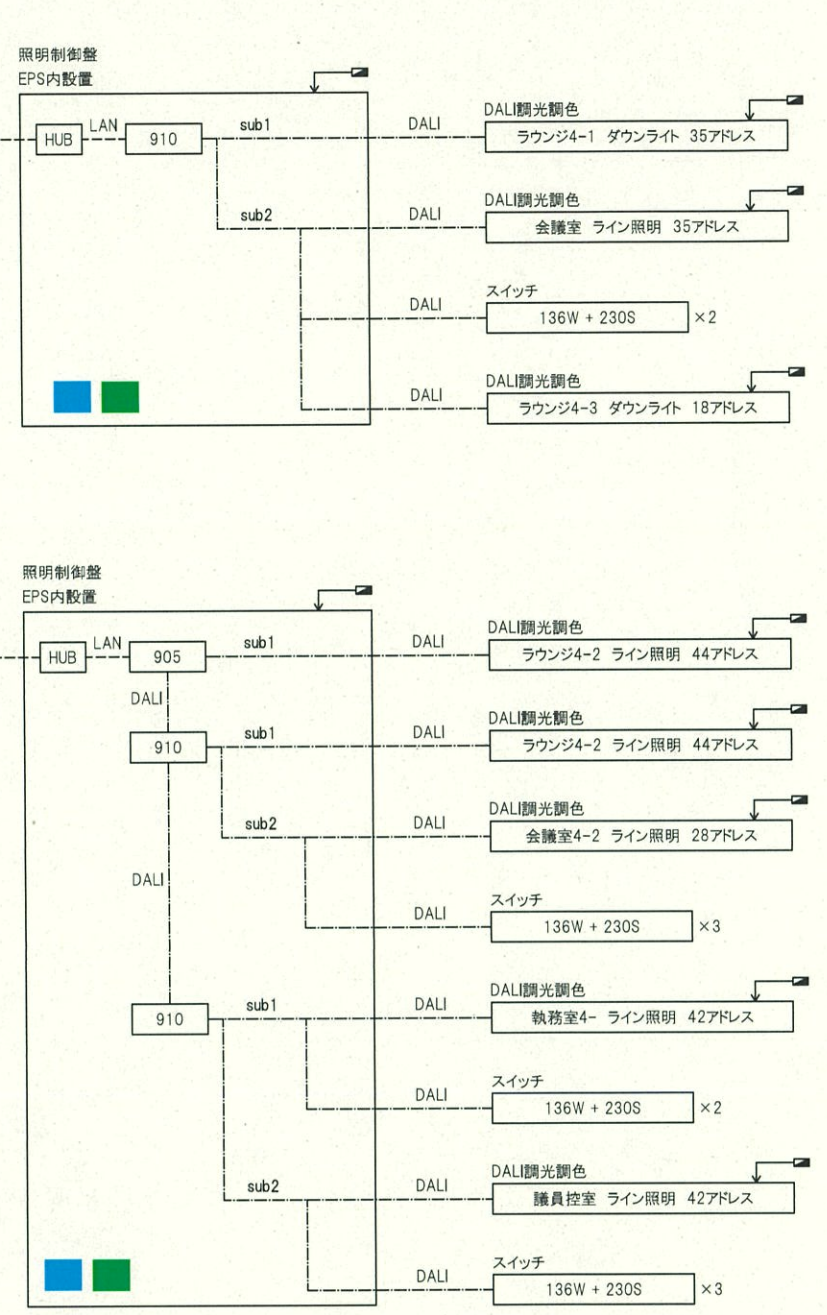 照明制御盤
EPS内設置
HUB
LAN
910
sub1
DALI
DALI調光調色
ラウンジ4-1 ダウンライト 35アドレス
sub2
DALI
DALI調光調色
会議室 ライン照明 35アドレス
DALI
スイッチ
136W + 230S
×2
DALI
DALI調光調色
ラウンジ4-3 ダウンライト 18アドレス
照明制御盤
EPS内設置
HUB
LAN
905
sub1
DALI
DALI調光調色
ラウンジ4-2 ライン照明 44アドレス
DALI
910
sub1
DALI
DALI調光調色
ラウンジ4-2 ライン照明 44アドレス
sub2
DALI
DALI調光調色
会議室4-2 ライン照明 28アドレス
DALI
DALI
スイッチ
136W + 230S
×3
910
sub1
DALI
DALI調光調色
執務室4- ライン照明 42アドレス
DALI
スイッチ
136W + 230S
×2
sub2
DALI
DALI調光調色
議員控室 ライン照明 42アドレス
DALI
スイッチ
136W + 230S
×3